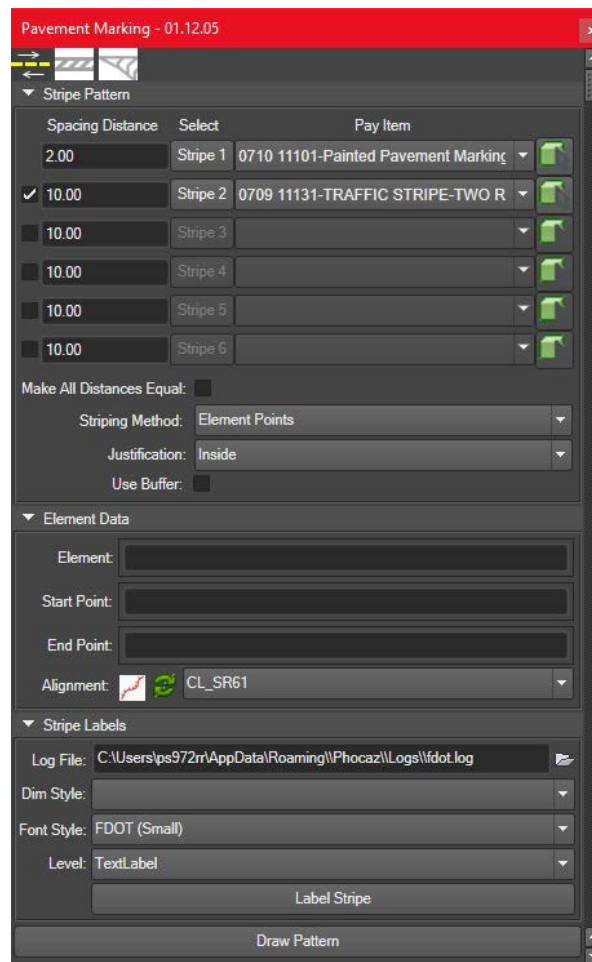 Pavement Marking - 01.12.05
Stripe Pattern
Spacing Distance Select Pay Item
2.00 Stripe 1 0710 11101-Painted Pavement Marking
10.00 Stripe 2 0709 11131-TRAFFIC STRIPE-TWO R
10.00 Stripe 3
10.00 Stripe 4
10.00 Stripe 5
10.00 Stripe 6
Make All Distances Equal:
Striping Method: Element Points
Justification: Inside
Use Buffer:
Element Data
Element:
Start Point:
End Point:
Alignment: CL_SR61
Stripe Labels
Log File: C:\Users\ps972rr\AppData\Roaming\\Phocaz\\Logs\\fdot.log
Dim Style:
Font Style: FDOT (Small)
Level: TextLabel
Label Stripe
Draw Pattern